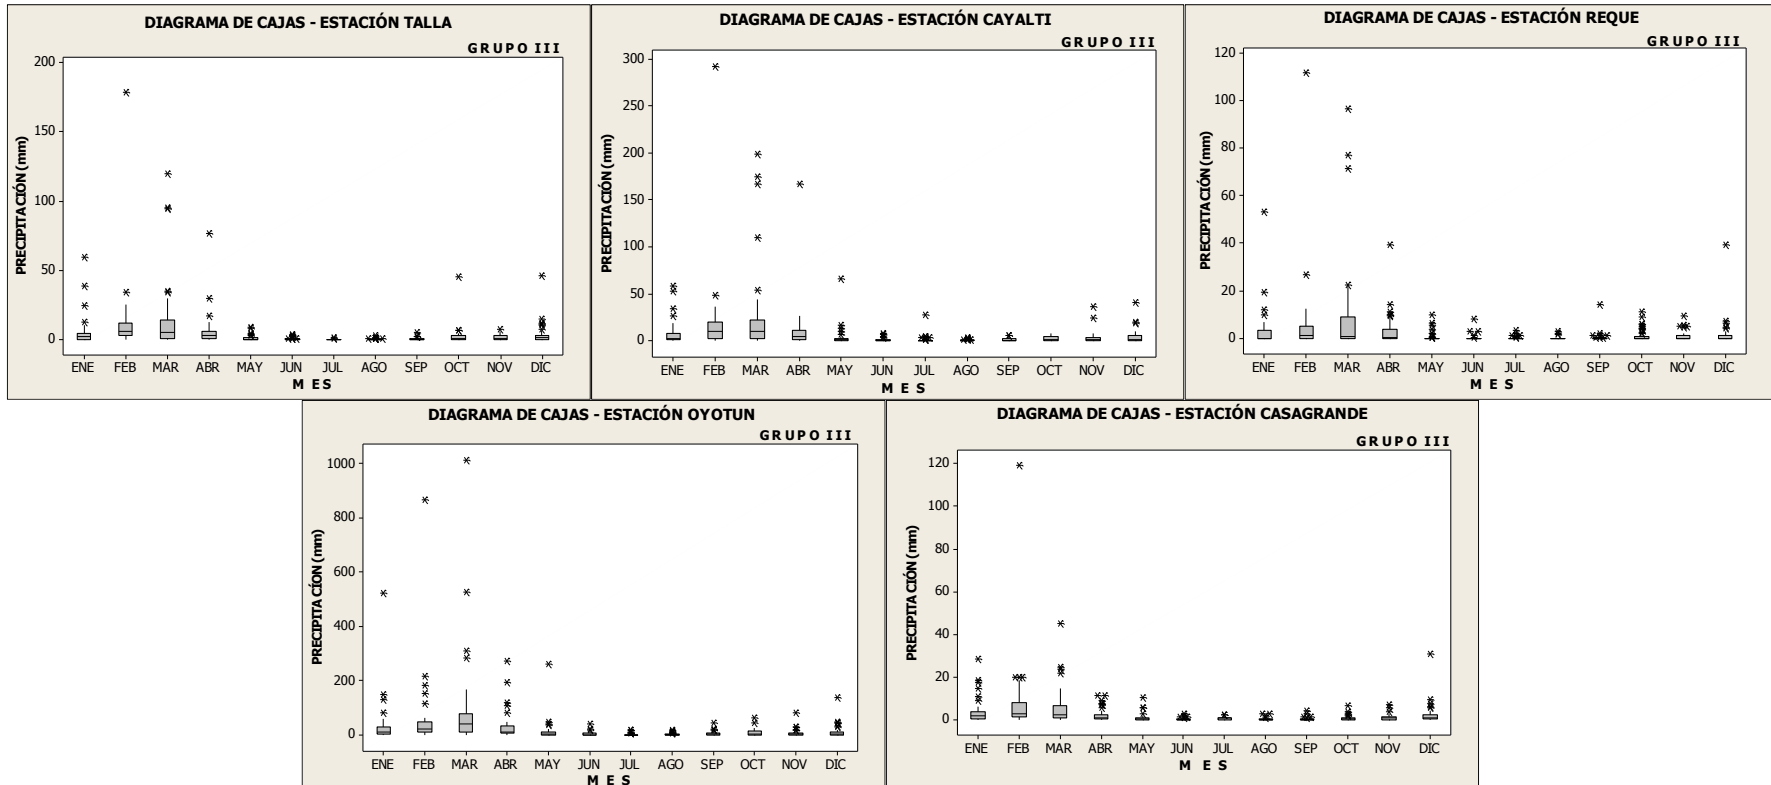 DIAGRAMA DE CAJAS - ESTACIÓN TALLA
GRUPO III
200
150
100
50
0
PRECIPITACIÓN (mm)
ENE FEB MAR ABR MAY JUN JUL AGO SEP OCT NOV DIC
MES
DIAGRAMA DE CAJAS - ESTACIÓN CAYALTI
GRUPO III
300
250
200
150
100
50
0
PRECIPITACIÓN (mm)
ENE FEB MAR ABR MAY JUN JUL AGO SEP OCT NOV DIC
MES
DIAGRAMA DE CAJAS - ESTACIÓN REQUE
GRUPO III
120
100
80
60
40
20
0
PRECIPITACIÓN (mm)
ENE FEB MAR ABR MAY JUN JUL AGO SEP OCT NOV DIC
MES
DIAGRAMA DE CAJAS - ESTACIÓN OYOTUN
GRUPO III
1000
800
600
400
200
0
PRECIPITACÍON (mm)
ENE FEB MAR ABR MAY JUN JUL AGO SEP OCT NOV DIC
MES
DIAGRAMA DE CAJAS - ESTACIÓN CASAGRANDE
GRUPO III
120
100
80
60
40
20
0
PRECIPITACIÓN (mm)
ENE FEB MAR ABR MAY JUN JUL AGO SEP OCT NOV DIC
MES